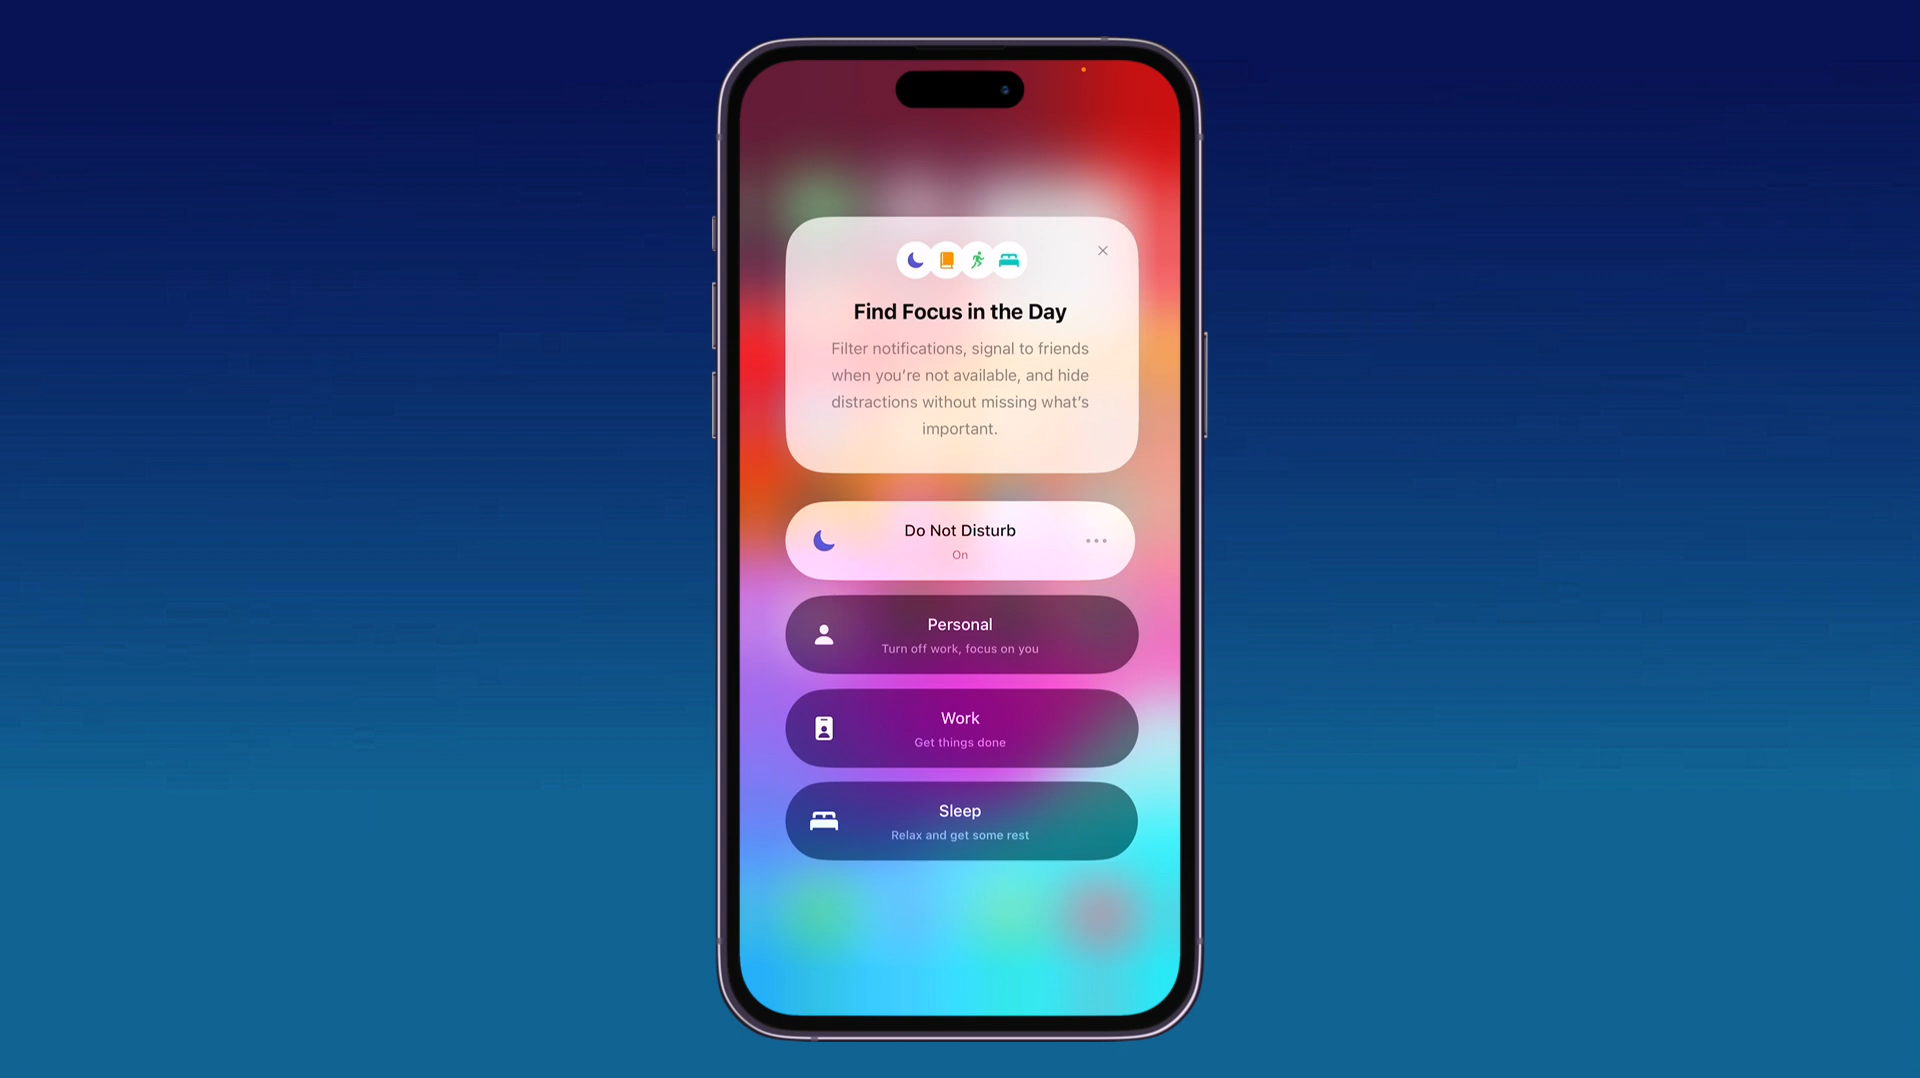 Find Focus in the Day
Filter notifications, signal to friends
when you’re not available, and hide
distractions without missing what’s
important.
Do Not Disturb
On
Personal
Turn off work, focus on you
Work
Get things done
Sleep
Relax and get some rest